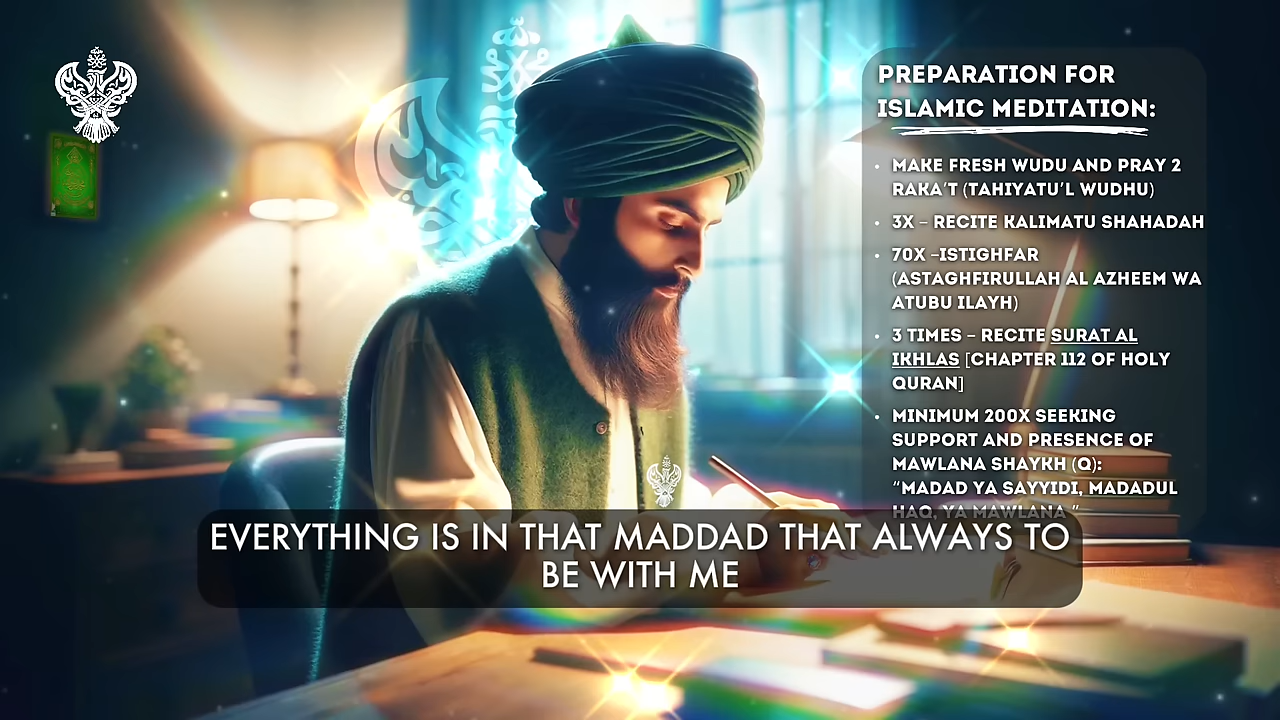 PREPARATION FOR
ISLAMIC MEDITATION:
• MAKE FRESH WUDU AND PRAY 2
RAKA'T (TAHIYATU'L WUDHU)
• 3X – RECITE KALIMATU SHAHADAH
• 70X –ISTIGHFAR
(ASTAGHFIRULLAH AL AZHEEM WA
ATUBU ILAYH)
• 3 TIMES – RECITE SURAT AL
IKHLAS [CHAPTER 112 OF HOLY
QURAN]
• MINIMUM 200X SEEKING
SUPPORT AND PRESENCE OF
MAWLANA SHAYKH (Q):
"MADAD YA SAYYIDI, MADADUL
HAQ, YA MAWLANA "
EVERYTHING IS IN THAT MADDAD THAT ALWAYS TO
BE WITH ME